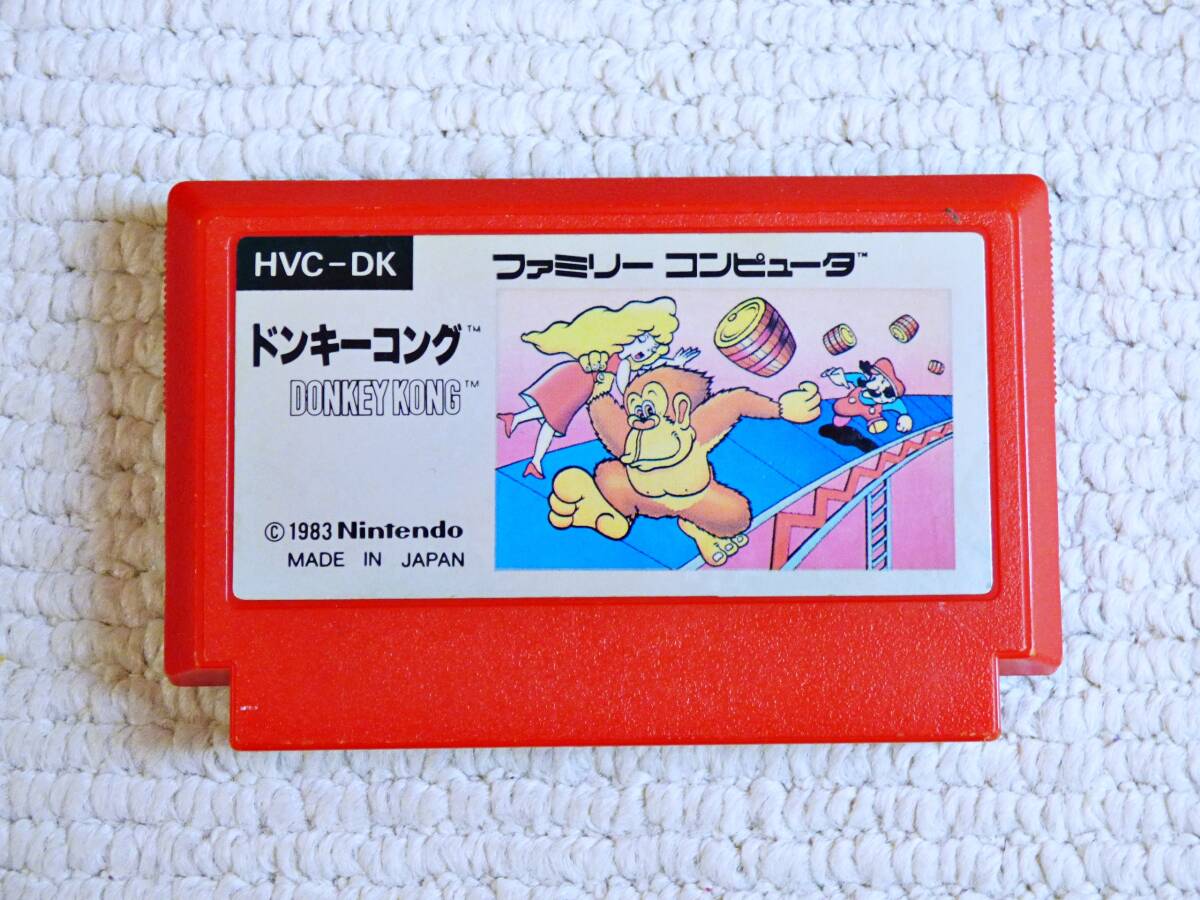 HVC-DK
ファミリー コンピュータ™
ドンキーコング™
DONKEY KONG™
© 1983 Nintendo
MADE IN JAPAN